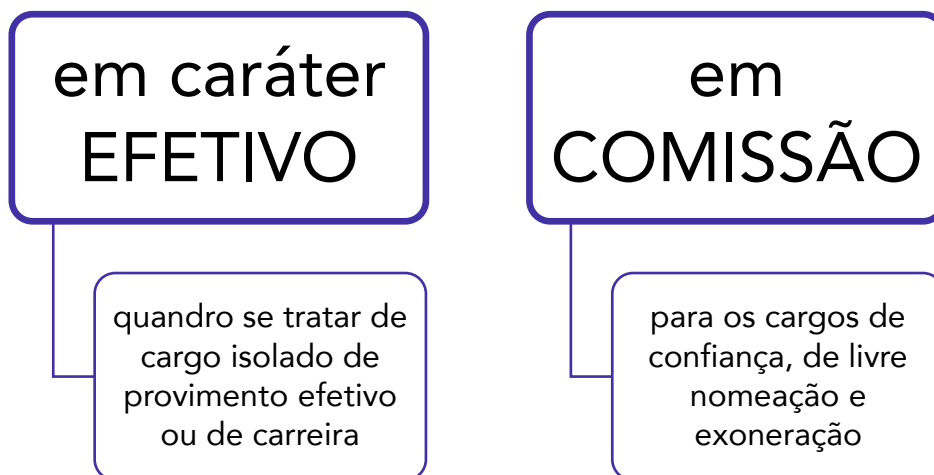 em caráter
EFETIVO
quandro se tratar de
cargo isolado de
provimento efetivo
ou de carreira
em
COMISSÃO
para os cargos de
confiança, de livre
nomeação e
exoneração